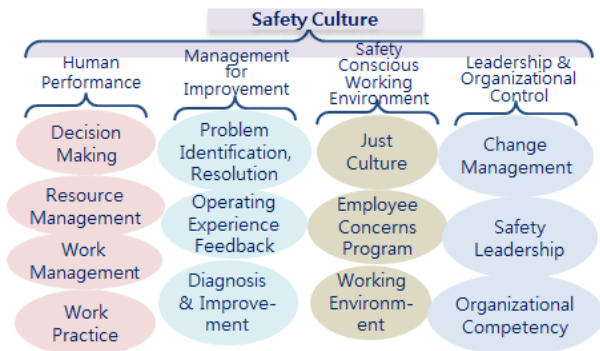 Safety Culture
Human
Performance
Management
for
Improvement
Safety
Conscious
Working
Environment
Leadership &
Organizational
Control
Decision
Making
Resource
Management
Work
Management
Work
Practice
Problem
Identification,
Resolution
Operating
Experience
Feedback
Diagnosis
& Improve-
ment
Just
Culture
Employee
Concerns
Program
Working
Environm-
ent
Change
Management
Safety
Leadership
Organizational
Competency